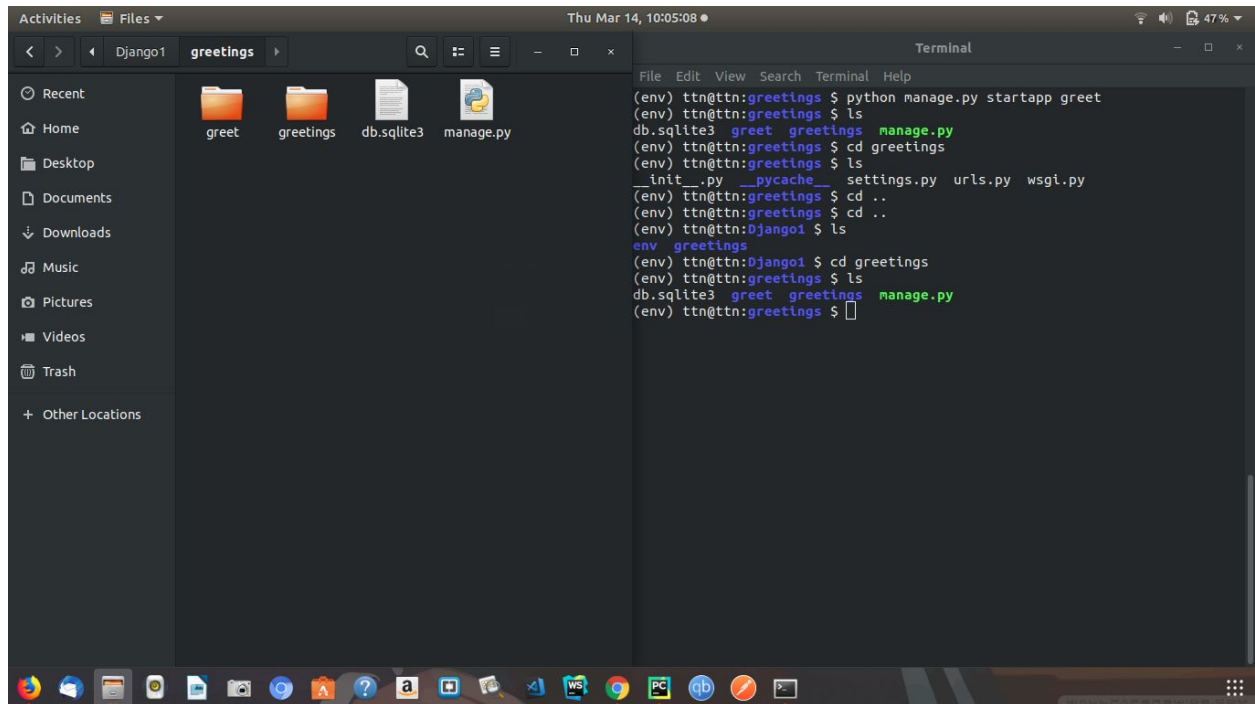 Activities Files Thu Mar 14, 10:05:08 47%
Django1 greetings
Recent
Home
Desktop
Documents
Downloads
Music
Pictures
Videos
Trash
+ Other Locations
greet greetings db.sqlite3 manage.py
Terminal
File Edit View Search Terminal Help
(env) ttn@ttn:greetings $ python manage.py startapp greet
(env) ttn@ttn:greetings $ ls
db.sqlite3 greet greetings manage.py
(env) ttn@ttn:greetings $ cd greetings
(env) ttn@ttn:greetings $ ls
__init__.py __pycache__ settings.py urls.py wsgi.py
(env) ttn@ttn:greetings $ cd ..
(env) ttn@ttn:greetings $ cd ..
(env) ttn@ttn:Django1 $ ls
env greetings
(env) ttn@ttn:Django1 $ cd greetings
(env) ttn@ttn:greetings $ ls
db.sqlite3 greet greetings manage.py
(env) ttn@ttn:greetings $
A ? a WS PC qb >_